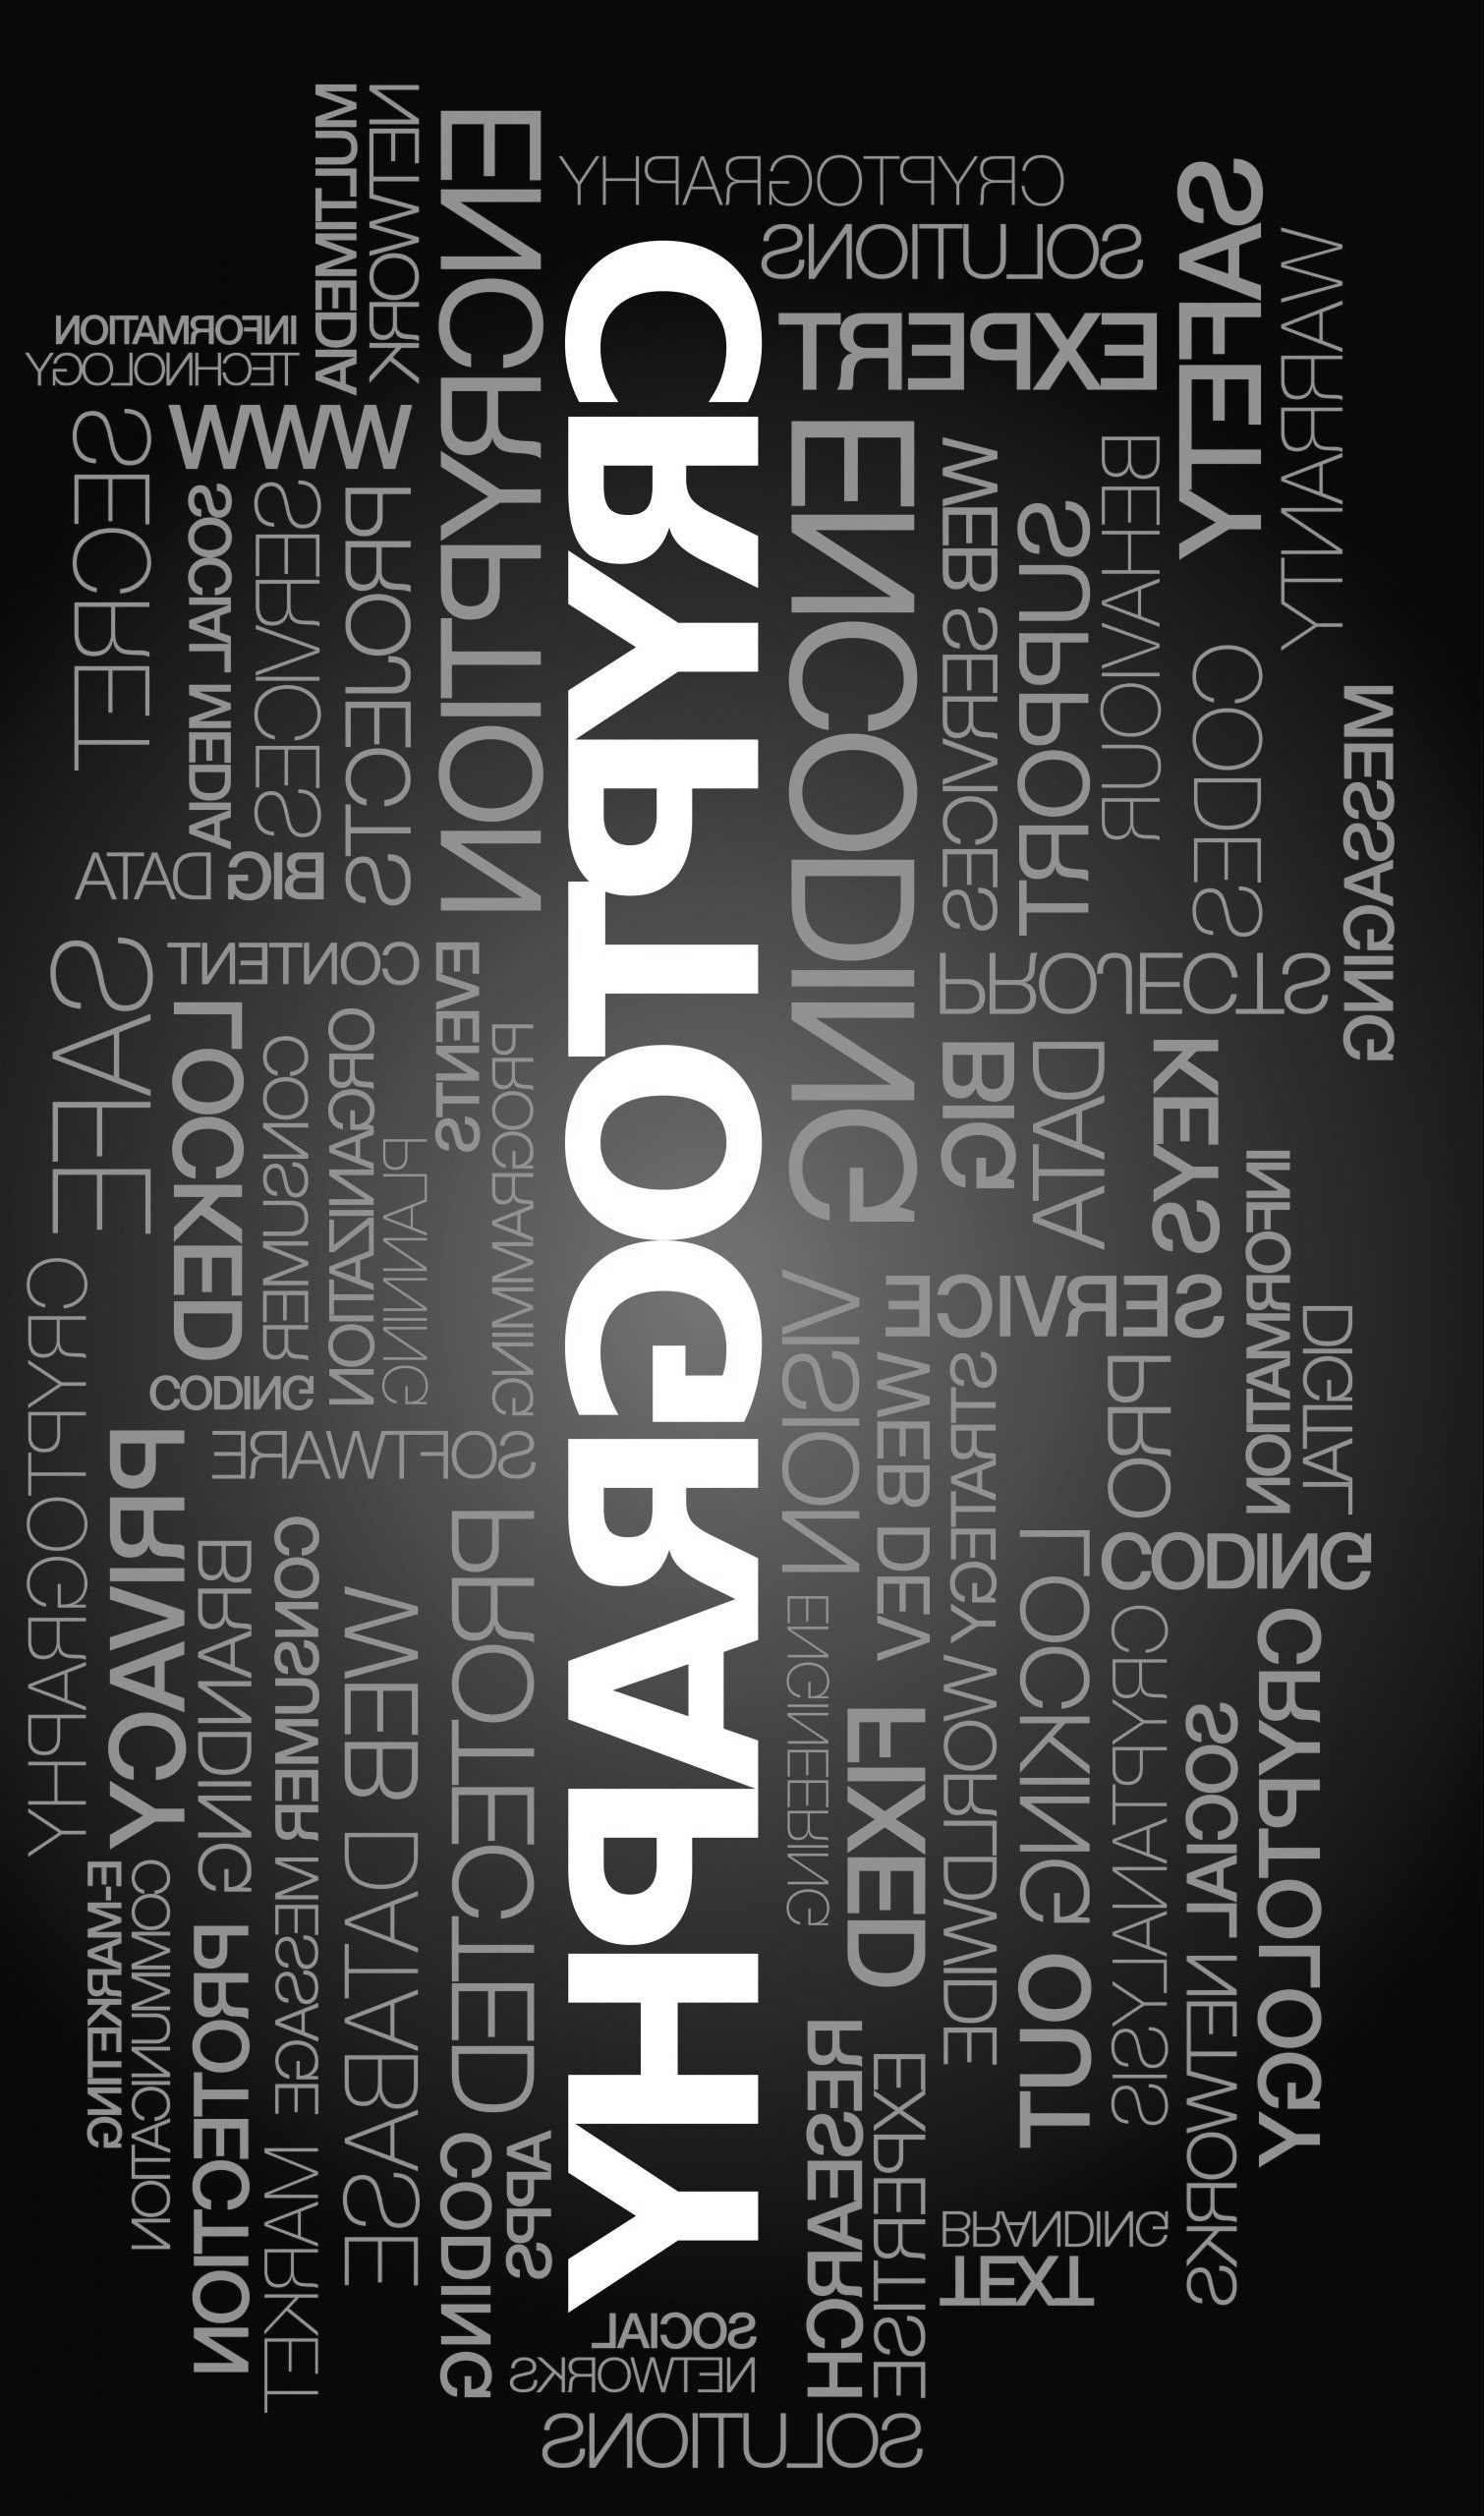 MULTIMEDIA
NETWORK
ENCRYPTION
CRYPTOGRAPHY
SOLUTIONS
SAFETY
WARRANTY
INFORMATION
TECHNOLOGY
EXPERT
CRYPTOGRAPHY
SECRET
WWW
SOCIAL MEDIA
SERVICES
PROJECTS
ENCODING
WEB SERVICES
SUPPORT
BEHAVIOUR
CODES
MESSAGING
BIG DATA
SAFE
CONTENT
EVENTS
PROJECTS
LOCKED
CONSUMER
ORGANIZATION
PLANNING
PROGRAMMING
BIG
DATA
KEYS
INFORMATION
DIGITAL
CRYPTOGRAPHY
CODING
VISION
SERVICE
WEB DEV
STRATEGY
PRO
PRIVACY
SOFTWARE
BRANDING
CONSUMER
MESSAGE
WEB DATABASE
PROTECTED
ENGINEERING
FIXED
WORLDWIDE
LOCKING
OUT
CODING
CRYPTANALYSIS
SOCIAL NETWORKS
CRYPTOLOGY
E-MARKETING
COMMUNICATION
PROTECTION
MARKET
CODING
APPS
RESEARCH
EXPERTISE
BRANDING
TEXT
SOCIAL
NETWORKS
SOLUTIONS